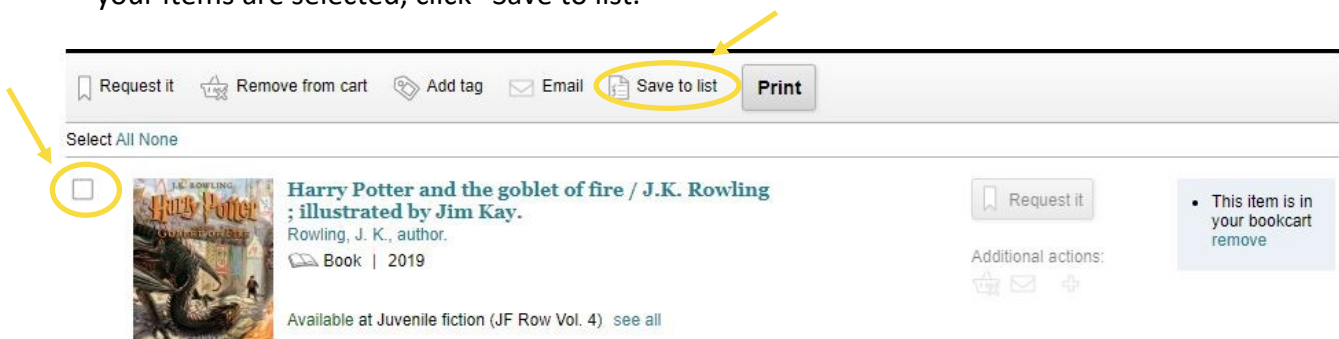 your items are selected, click "Save to list."
Request it Remove from cart Add tag Email Save to list Print
Select All None
J.K. ROWLING
Harry Potter
Harry Potter and the goblet of fire / J.K. Rowling
; illustrated by Jim Kay.
Rowling, J. K., author.
Book | 2019
Available at Juvenile fiction (JF Row Vol. 4) see all
Request it
Additional actions:
• This item is in
your bookcart
remove